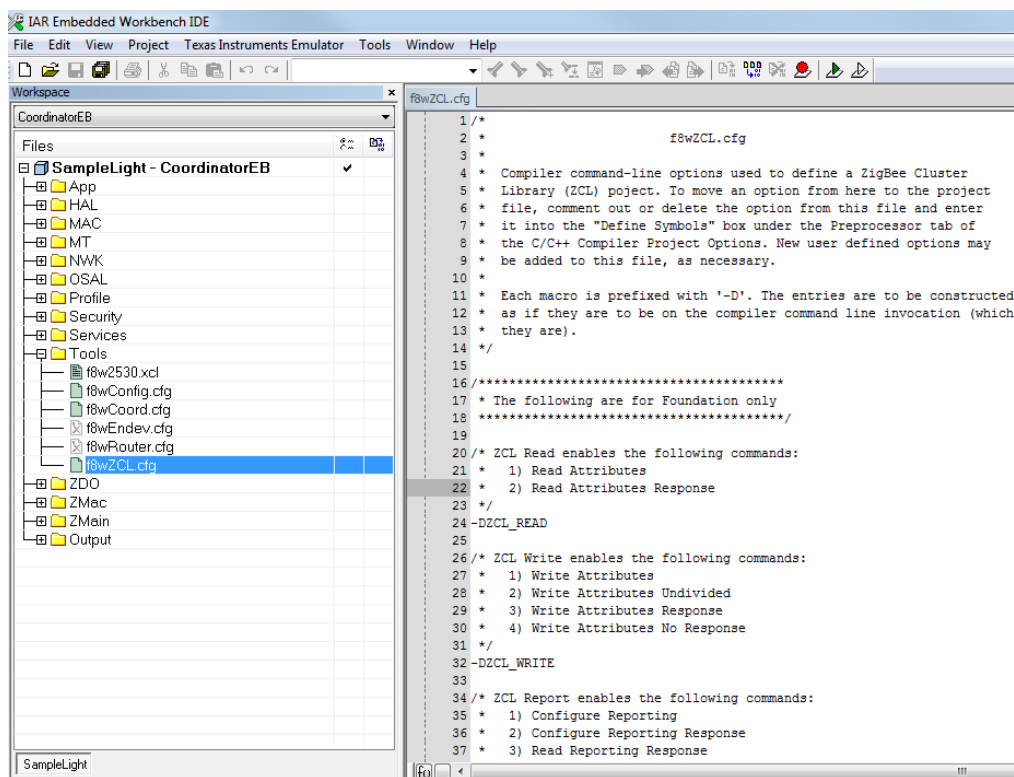 IAR Embedded Workbench IDE
File Edit View Project Texas Instruments Emulator Tools Window Help
Workspace
CoordinatorEB
Files
SampleLight - CoordinatorEB
App
HAL
MAC
MT
NWK
OSAL
Profile
Security
Services
Tools
f8w2530.xcl
f8wConfig.cfg
f8wCoord.cfg
f8wEndev.cfg
f8wRouter.cfg
f8wZCL.cfg
ZDO
ZMac
ZMain
Output
SampleLight
f8wZCL.cfg
1 /*
2 * f8wZCL.cfg
3 *
4 * Compiler command-line options used to define a ZigBee Cluster
5 * Library (ZCL) poject. To move an option from here to the project
6 * file, comment out or delete the option from this file and enter
7 * it into the "Define Symbols" box under the Preprocessor tab of
8 * the C/C++ Compiler Project Options. New user defined options may
9 * be added to this file, as necessary.
10 *
11 * Each macro is prefixed with '-D'. The entries are to be constructed
12 * as if they are to be on the compiler command line invocation (which
13 * they are).
14 */
15
16 /****************************************
17 * The following are for Foundation only
18 ****************************************/
19
20 /* ZCL Read enables the following commands:
21 * 1) Read Attributes
22 * 2) Read Attributes Response
23 */
24 -DZCL_READ
25
26 /* ZCL Write enables the following commands:
27 * 1) Write Attributes
28 * 2) Write Attributes Undivided
29 * 3) Write Attributes Response
30 * 4) Write Attributes No Response
31 */
32 -DZCL_WRITE
33
34 /* ZCL Report enables the following commands:
35 * 1) Configure Reporting
36 * 2) Configure Reporting Response
37 * 3) Read Reporting Response